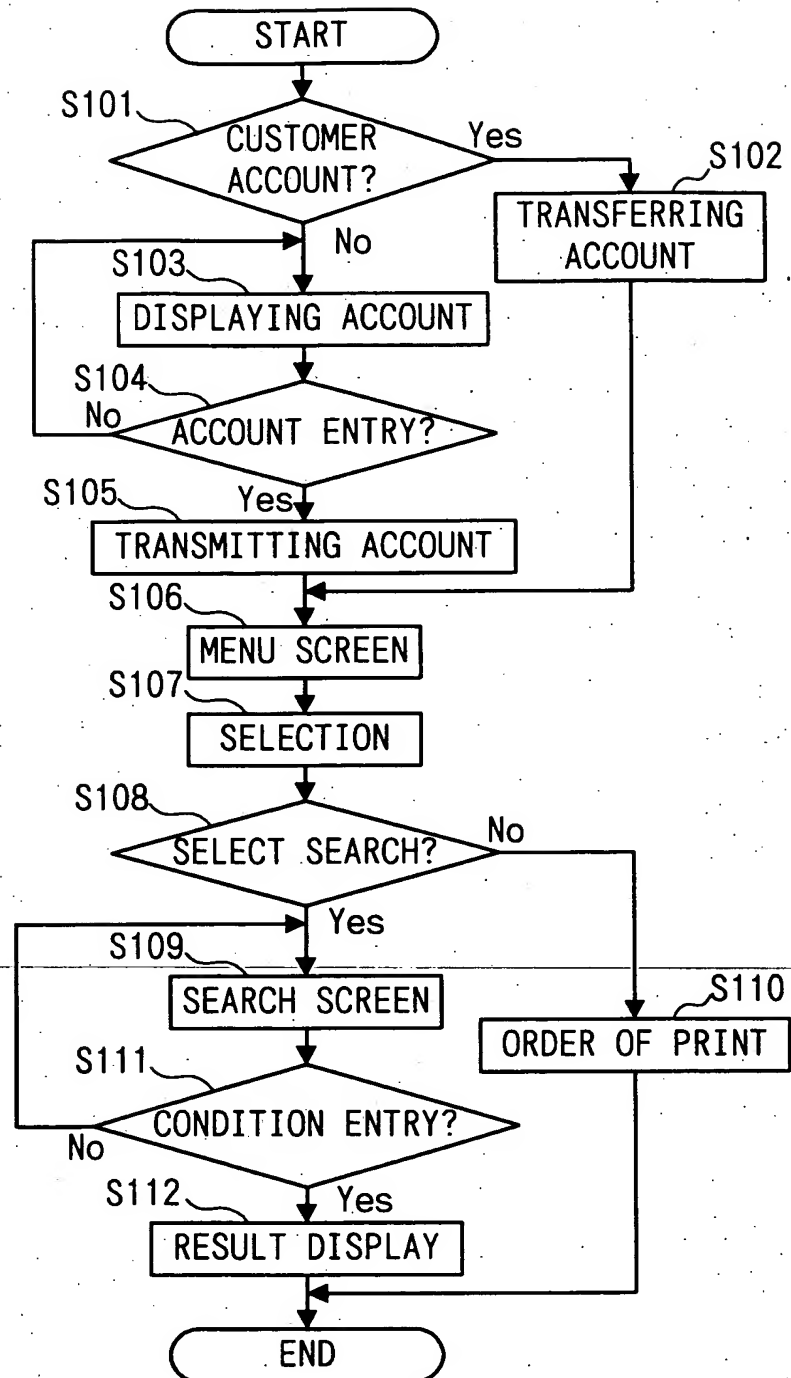 START
S101
CUSTOMER
ACCOUNT?
Yes
S102
TRANSFERRING
ACCOUNT
No
S103
DISPLAYING ACCOUNT
S104
No
ACCOUNT ENTRY?
Yes
S105
TRANSMITTING ACCOUNT
S106
MENU SCREEN
S107
SELECTION
S108
SELECT SEARCH?
No
Yes
S109
SEARCH SCREEN
S110
ORDER OF PRINT
S111
CONDITION ENTRY?
No
Yes
S112
RESULT DISPLAY
END